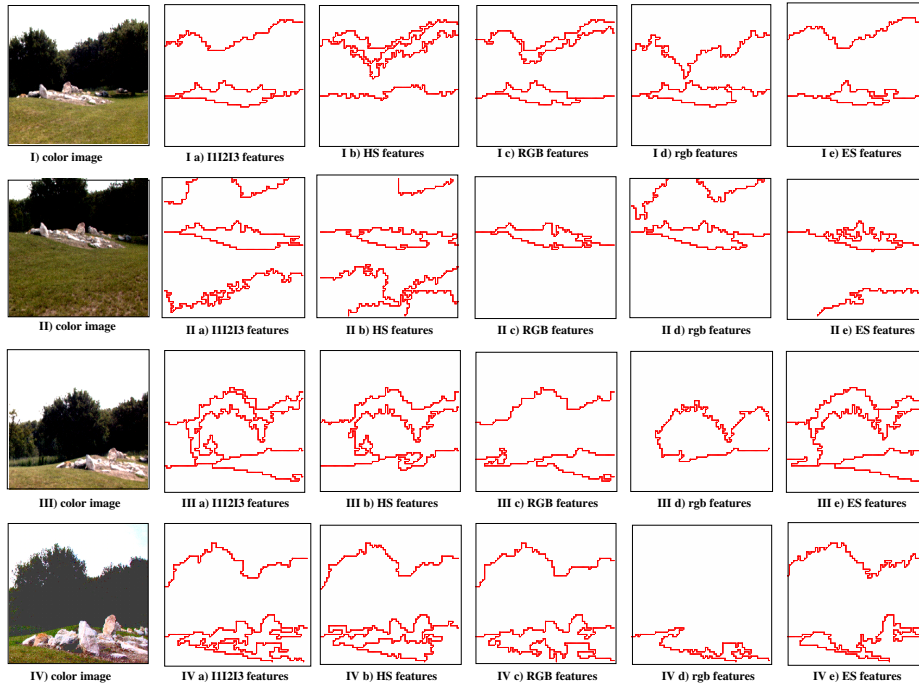 I) color image
I a) I1I2I3 features
I b) HS features
I c) RGB features
I d) rgb features
I e) ES features
II) color image
II a) I1I2I3 features
II b) HS features
II c) RGB features
II d) rgb features
II e) ES features
III) color image
III a) I1I2I3 features
III b) HS features
III c) RGB features
III d) rgb features
III e) ES features
IV) color image
IV a) I1I2I3 features
IV b) HS features
IV c) RGB features
IV d) rgb features
IV e) ES features